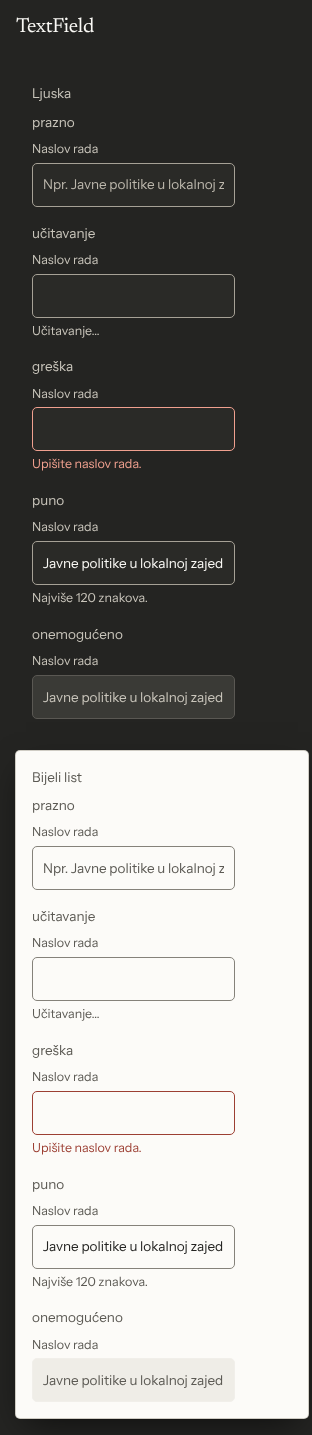 TextField
Ljuska
prazno
Naslov rada
Npr. Javne politike u lokalnoj z
učitavanje
Naslov rada
Učitavanje…
greška
Naslov rada
Upišite naslov rada.
puno
Naslov rada
Javne politike u lokalnoj zajed
Najviše 120 znakova.
onemogućeno
Naslov rada
Javne politike u lokalnoj zajed
Bijeli list
prazno
Naslov rada
Npr. Javne politike u lokalnoj z
učitavanje
Naslov rada
Učitavanje…
greška
Naslov rada
Upišite naslov rada.
puno
Naslov rada
Javne politike u lokalnoj zajed
Najviše 120 znakova.
onemogućeno
Naslov rada
Javne politike u lokalnoj zajed